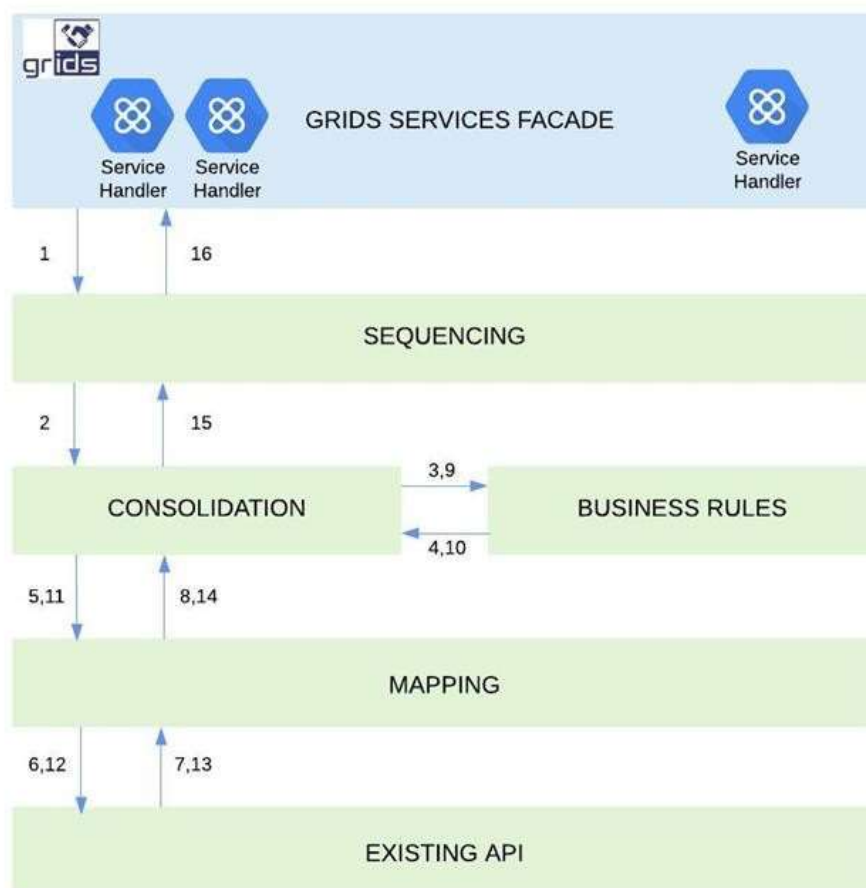 grids
GRIDS SERVICES FACADE
Service
Handler
Service
Handler
Service
Handler
1
16
SEQUENCING
2
15
CONSOLIDATION
3,9
4,10
BUSINESS RULES
5,11
8,14
MAPPING
6,12
7,13
EXISTING API